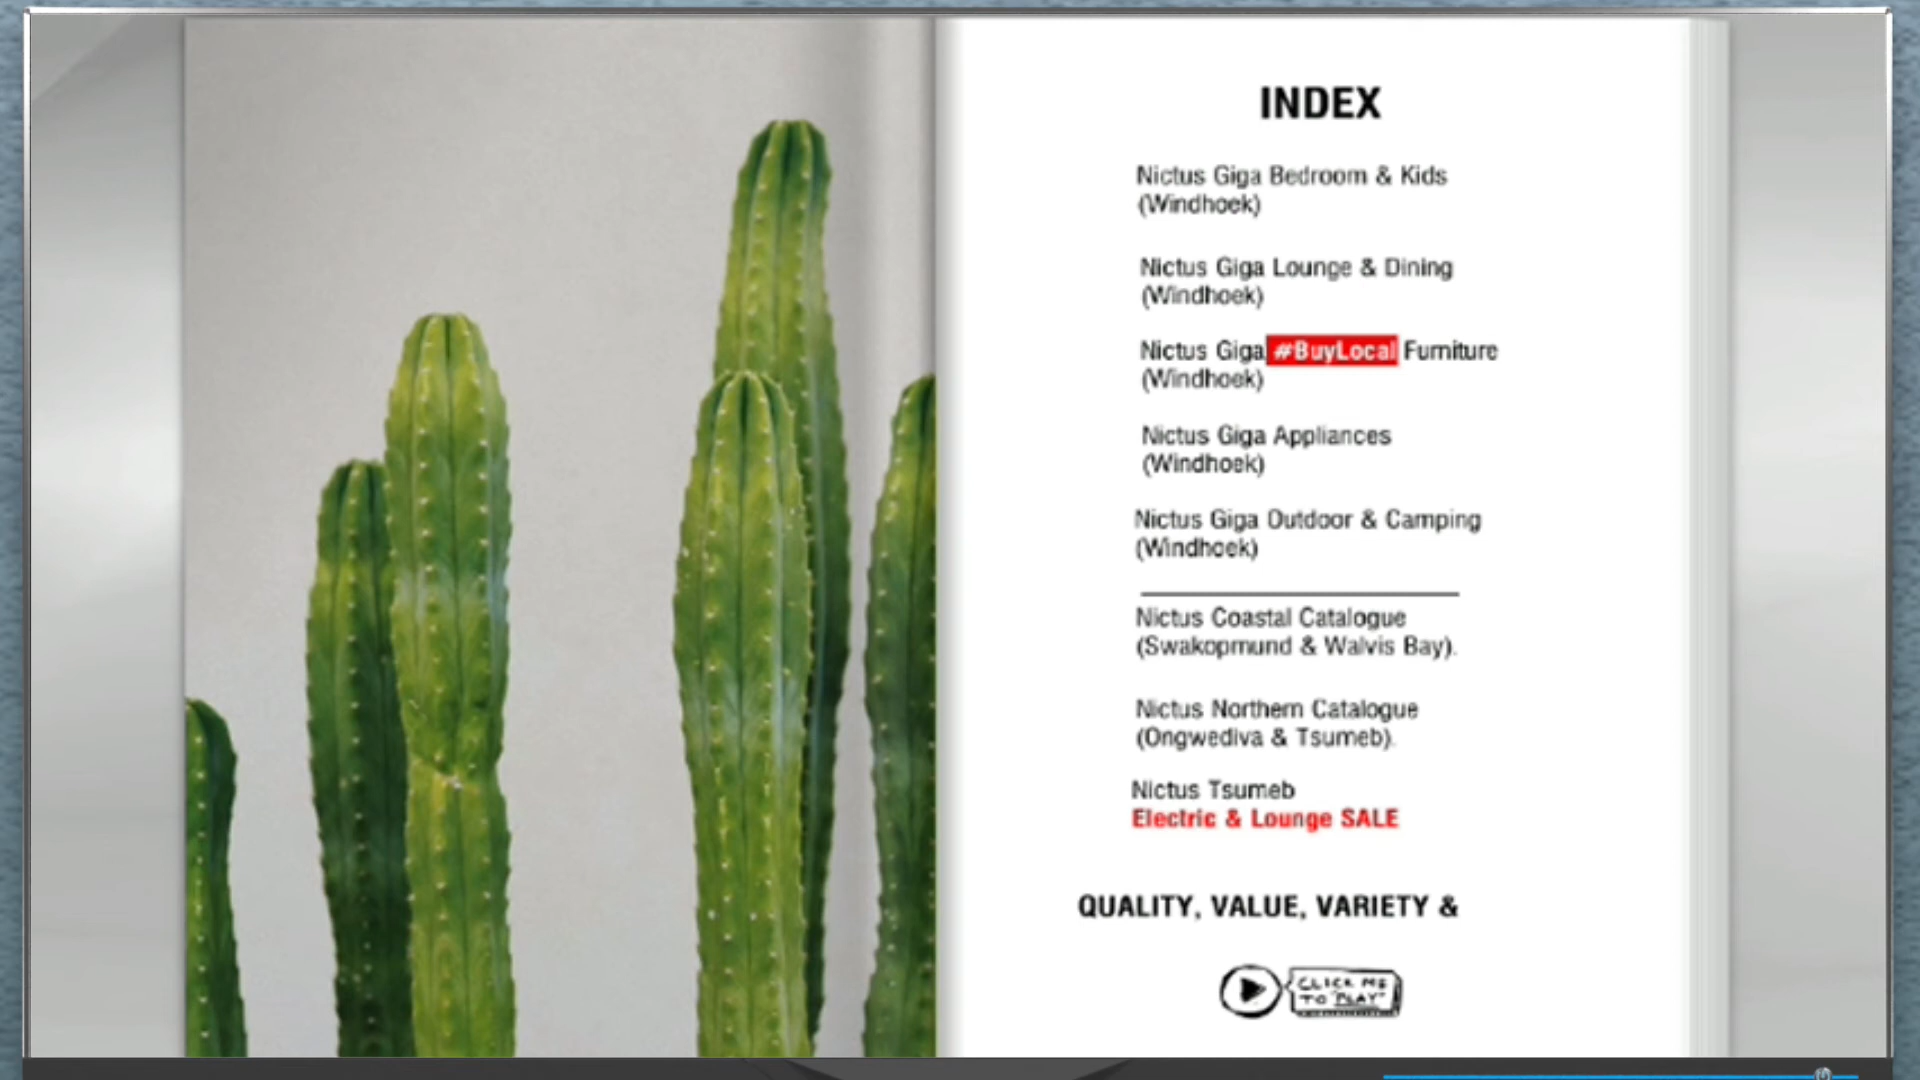 INDEX
Nictus Giga Bedroom & Kids
(Windhoek)
Nictus Giga Lounge & Dining
(Windhoek)
Nictus Giga #BuyLocal Furniture
(Windhoek)
Nictus Giga Appliances
(Windhoek)
Nictus Giga Outdoor & Camping
(Windhoek)
Nictus Coastal Catalogue
(Swakopmund & Walvis Bay).
Nictus Northern Catalogue
(Ongwediva & Tsumeb).
Nictus Tsumeb
Electric & Lounge SALE
QUALITY, VALUE, VARIETY &
CLICK ME
TO "PLAY"